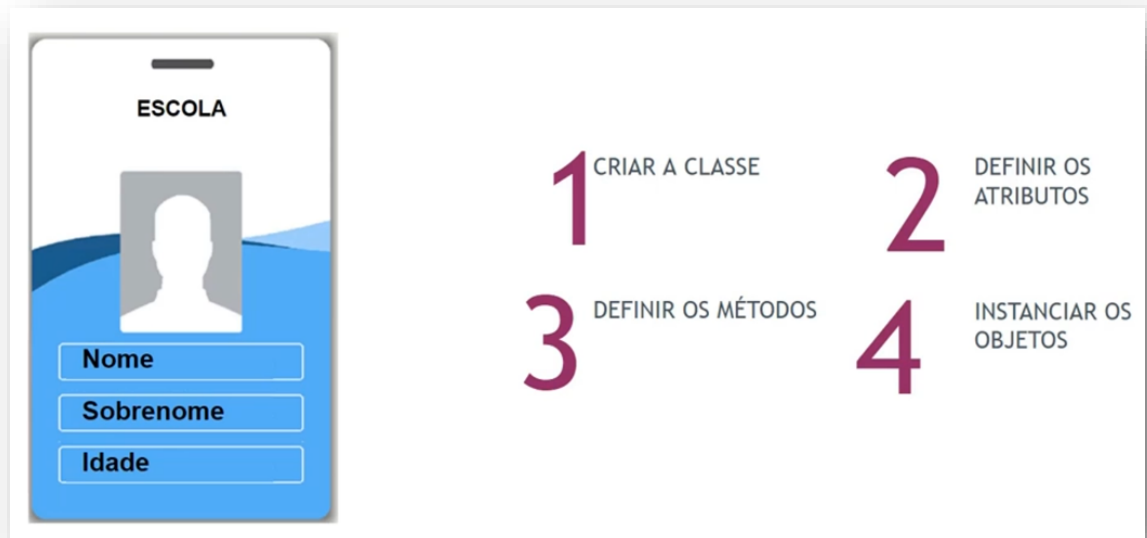 ESCOLA
Nome
Sobrenome
Idade
1 CRIAR A CLASSE
2 DEFINIR OS
ATRIBUTOS
3 DEFINIR OS MÉTODOS
4 INSTANCIAR OS
OBJETOS